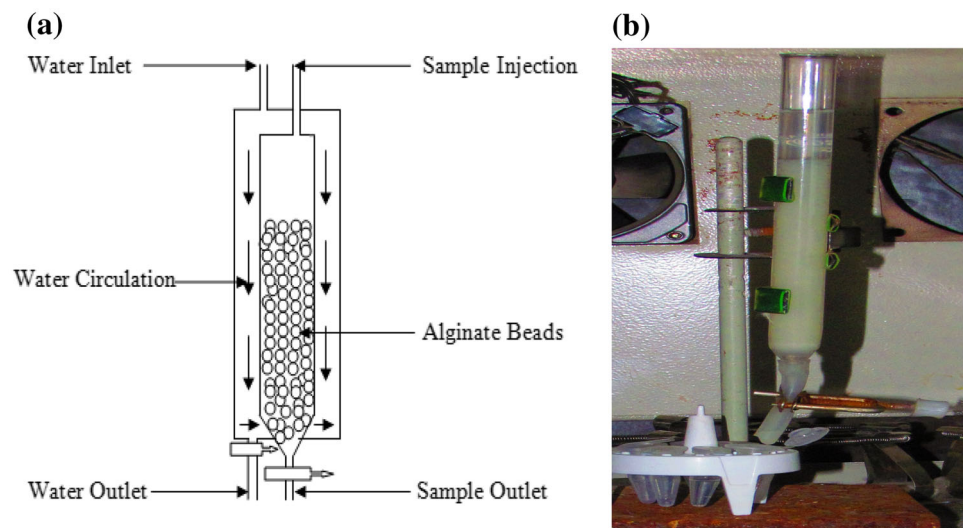 (a)
(b)
Water Inlet
Sample Injection
Water Circulation
Alginate Beads
Water Outlet
Sample Outlet